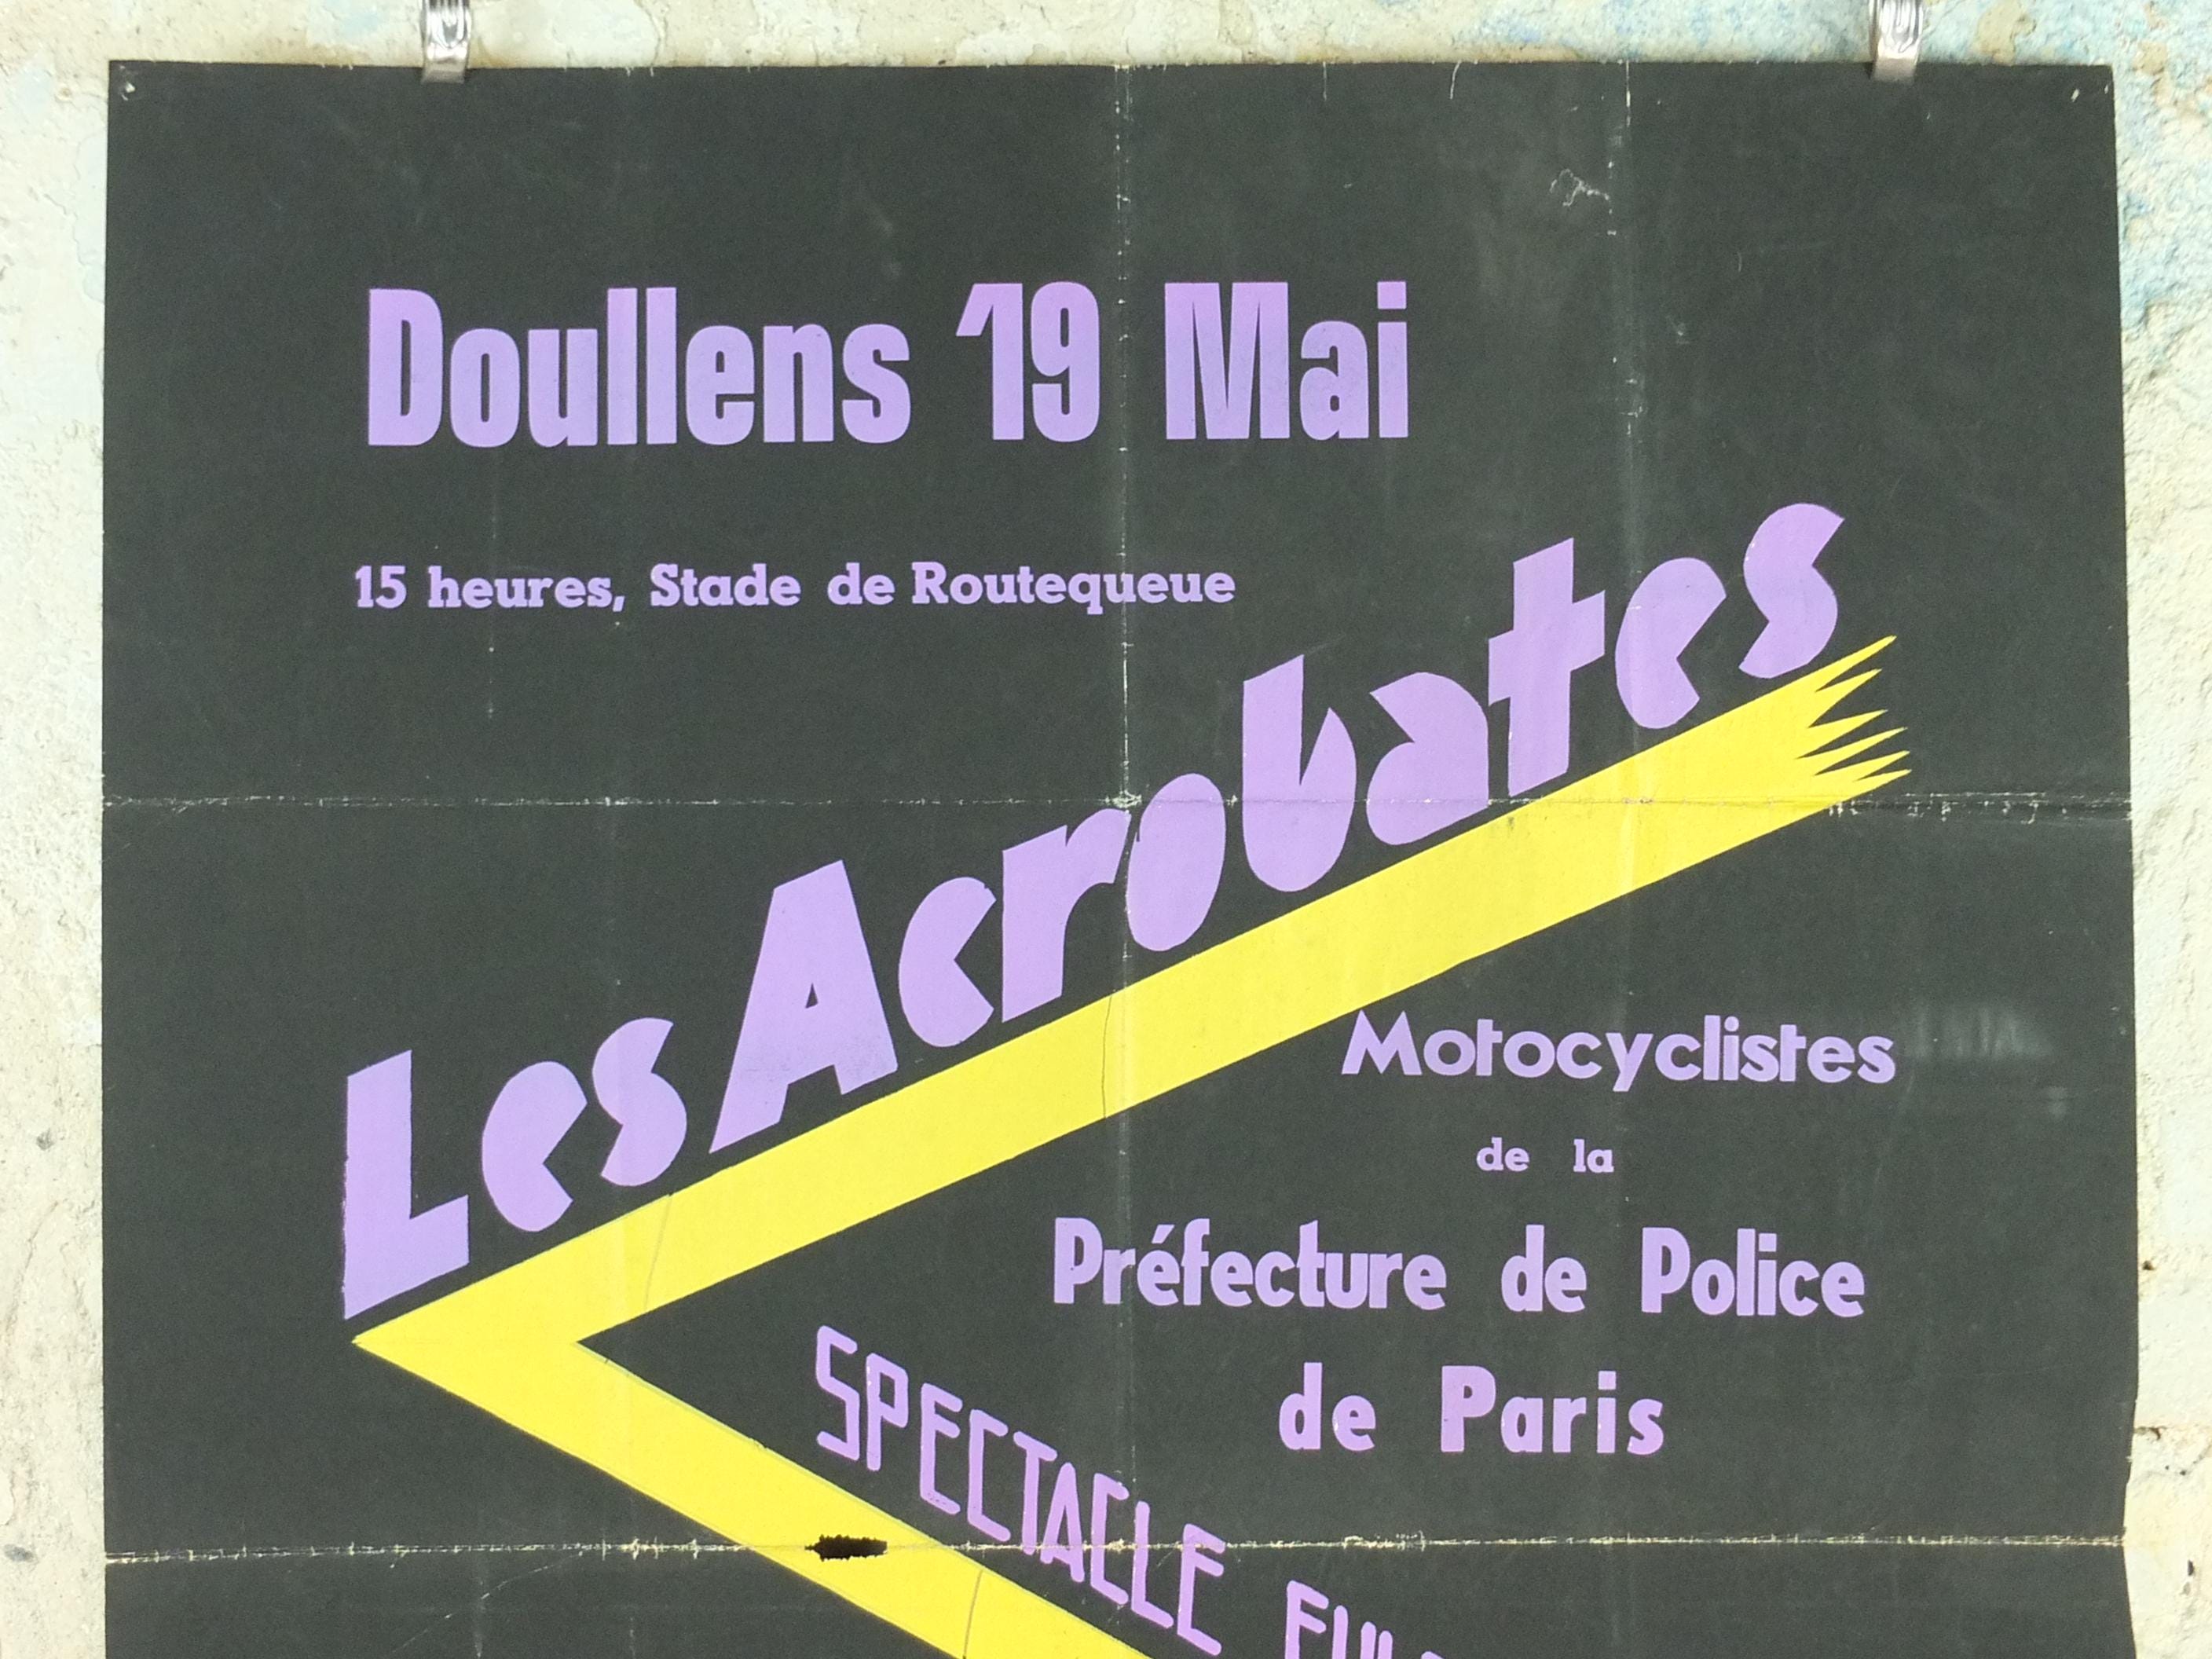 Doullens 19 Mai
15 heures, Stade de Routequeue
Les Acrobates
Motocyclistes
de la
Préfecture de Police
de Paris
SPECTACLE